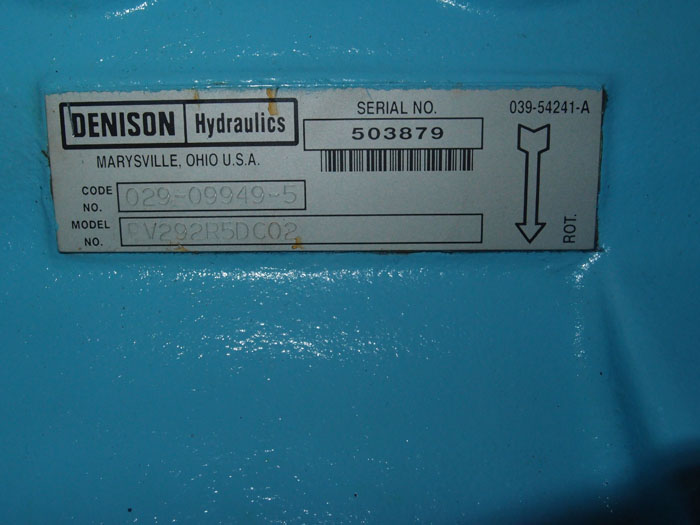 DENISON Hydraulics
MARYSVILLE, OHIO U.S.A.
SERIAL NO.
503879
039-54241-A
CODE NO. 029-09949-5
MODEL NO. PV292R5DC02
ROT.